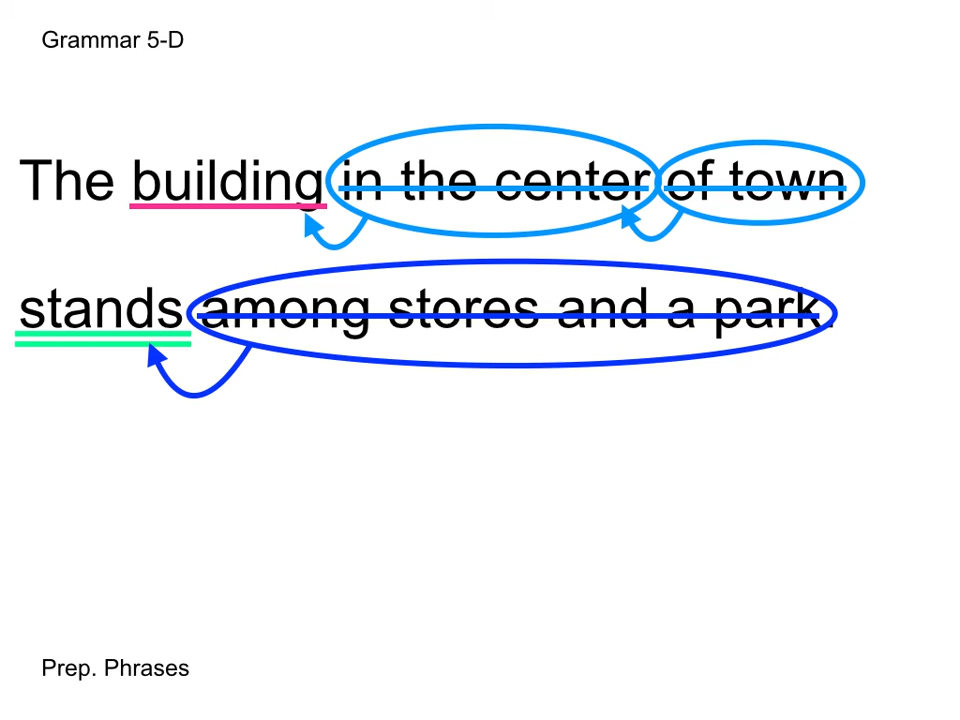 Grammar 5-D
The building in the center of town
stands among stores and a park.
Prep. Phrases